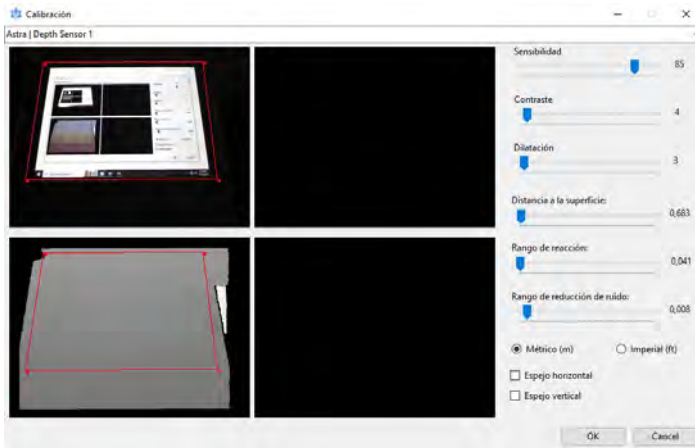 Calibración
Astra | Depth Sensor 1
Sensibilidad
85
Contraste
4
Dilatación
3
Distancia a la superficie:
0,683
Rango de reacción:
0,041
Rango de reducción de ruido:
0,008
Métrico (m)
Imperial (ft)
Espejo horizontal
Espejo vertical
OK
Cancel